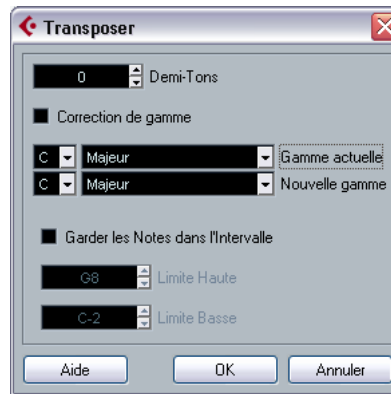 Transposer
0 Demi-Tons
Correction de gamme
C Majeur Gamme actuelle
C Majeur Nouvelle gamme
Garder les Notes dans l'Intervalle
G8 Limite Haute
C-2 Limite Basse
Aide OK Annuler